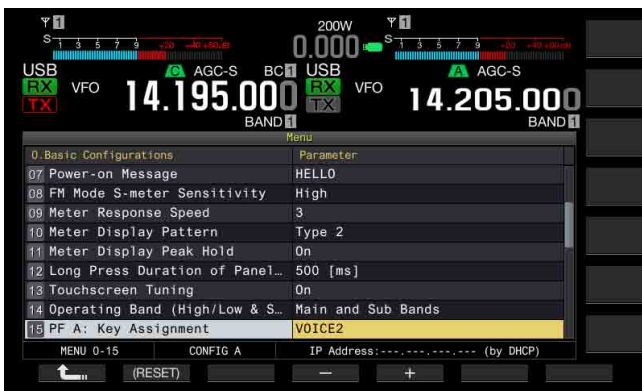 1 200W 1
S 1 3 5 7 9 +20 +40 +60dB 0.000 S 1 3 5 7 9 +20 +40 +60dB
USB C AGC-S BC 1 USB A AGC-S
RX VFO 14.195.000 RX VFO 14.205.000
TX BAND 1 TX BAND 1
Menu
0.Basic Configurations Parameter
07 Power-on Message HELLO
08 FM Mode S-meter Sensitivity High
09 Meter Response Speed 3
10 Meter Display Pattern Type 2
11 Meter Display Peak Hold On
12 Long Press Duration of Panel… 500 [ms]
13 Touchscreen Tuning On
14 Operating Band (High/Low & S… Main and Sub Bands
15 PF A: Key Assignment VOICE2
MENU 0-15 CONFIG A IP Address:---.---.---.--- (by DHCP)
(RESET) − +